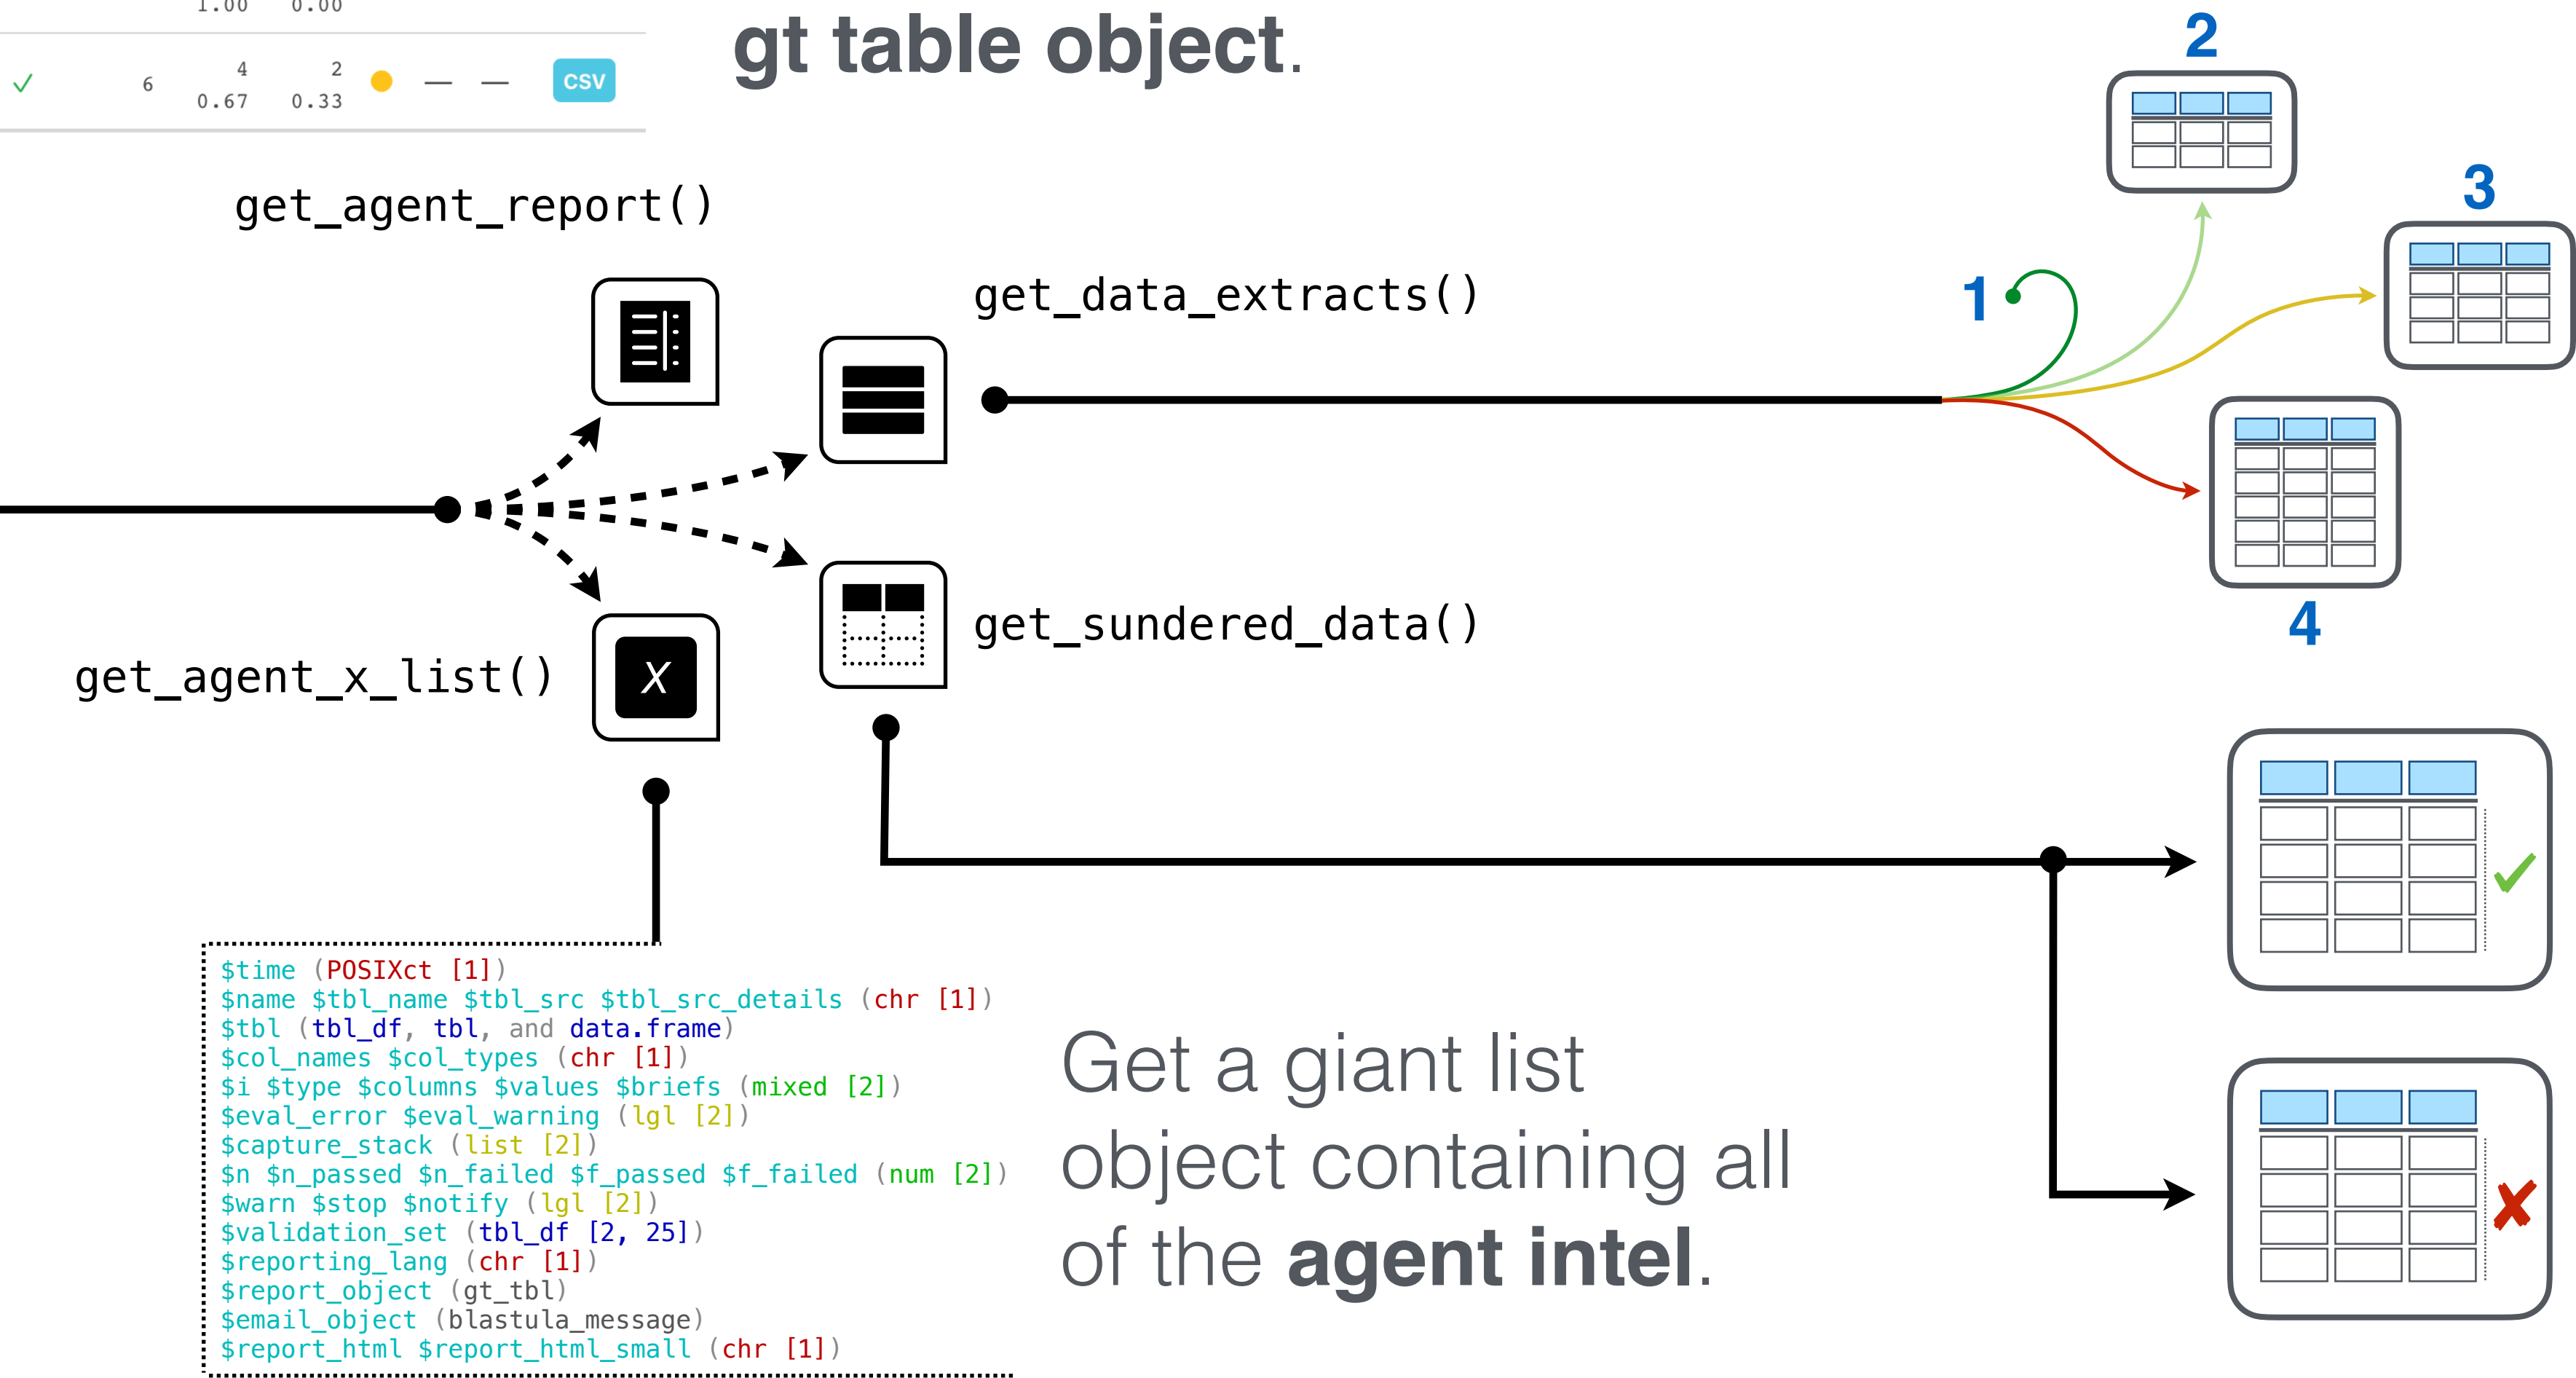 1.00 0.00
gt table object.
✓ 6 4 2 — — CSV
0.67 0.33
2
3
get_agent_report()
get_data_extracts()
1
get_sundered_data()
4
get_agent_x_list()
X
$time (POSIXct [1])
$name $tbl_name $tbl_src $tbl_src_details (chr [1])
$tbl (tbl_df, tbl, and data.frame)
$col_names $col_types (chr [1])
$i $type $columns $values $briefs (mixed [2])
$eval_error $eval_warning (lgl [2])
$capture_stack (list [2])
$n $n_passed $n_failed $f_passed $f_failed (num [2])
$warn $stop $notify (lgl [2])
$validation_set (tbl_df [2, 25])
$reporting_lang (chr [1])
$report_object (gt_tbl)
$email_object (blastula_message)
$report_html $report_html_small (chr [1])
Get a giant list
object containing all
of the agent intel.